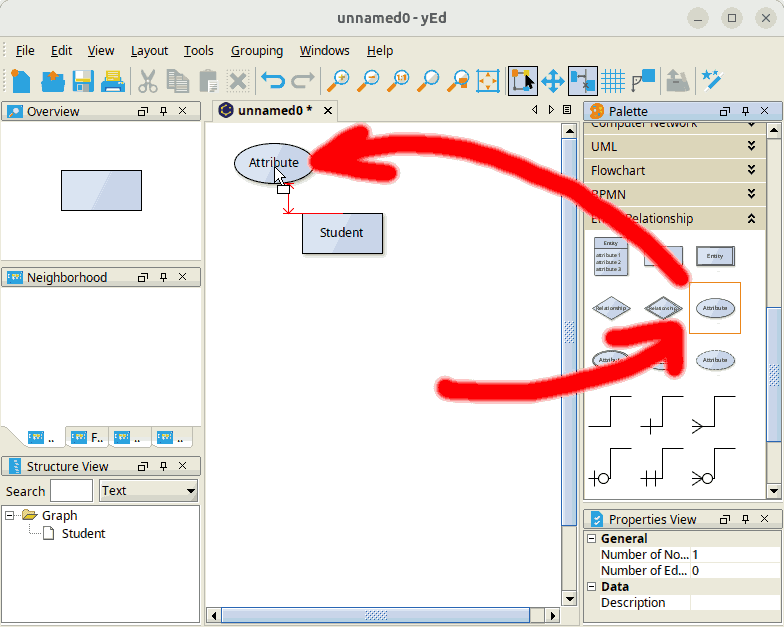 unnamed0 - yEd
File Edit View Layout Tools Grouping Windows Help
Overview
unnamed0 *
Palette
Computer Network
UML
Flowchart
BPMN
Relationship
Attribute
Student
Entity
attribute 1
attribute 2
attribute 3
Entity
Relationship
Relationship
Attribute
Attribute
Attribute
Neighborhood
..
F..
..
..
Structure View
Search
Text
Graph
Student
Properties View
General
Number of No... 1
Number of Ed... 0
Data
Description